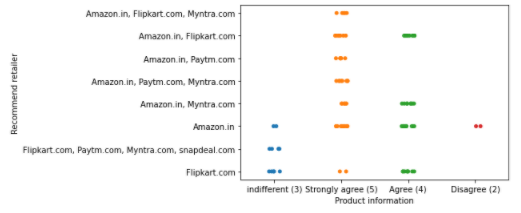 Recommend retailer
Amazon.in, Flipkart.com, Myntra.com
Amazon.in, Flipkart.com
Amazon.in, Paytm.com
Amazon.in, Paytm.com, Myntra.com
Amazon.in, Myntra.com
Amazon.in
Flipkart.com, Paytm.com, Myntra.com, snapdeal.com
Flipkart.com
indifferent (3) Strongly agree (5) Agree (4) Disagree (2)
Product information